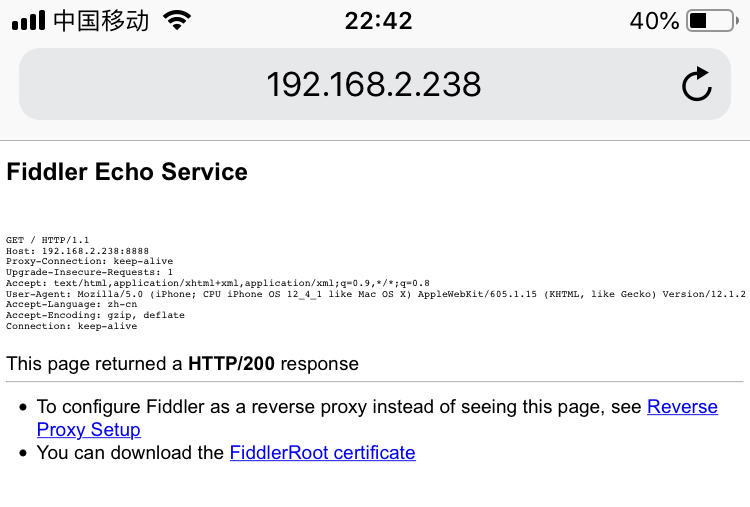 中国移动 22:42 40%
192.168.2.238
Fiddler Echo Service
GET / HTTP/1.1
Host: 192.168.2.238:8888
Proxy-Connection: keep-alive
Upgrade-Insecure-Requests: 1
Accept: text/html,application/xhtml+xml,application/xml;q=0.9,*/*;q=0.8
User-Agent: Mozilla/5.0 (iPhone; CPU iPhone OS 12_4_1 like Mac OS X) AppleWebKit/605.1.15 (KHTML, like Gecko) Version/12.1.2
Accept-Language: zh-cn
Accept-Encoding: gzip, deflate
Connection: keep-alive
This page returned a HTTP/200 response
• To configure Fiddler as a reverse proxy instead of seeing this page, see Reverse
Proxy Setup
• You can download the FiddlerRoot certificate